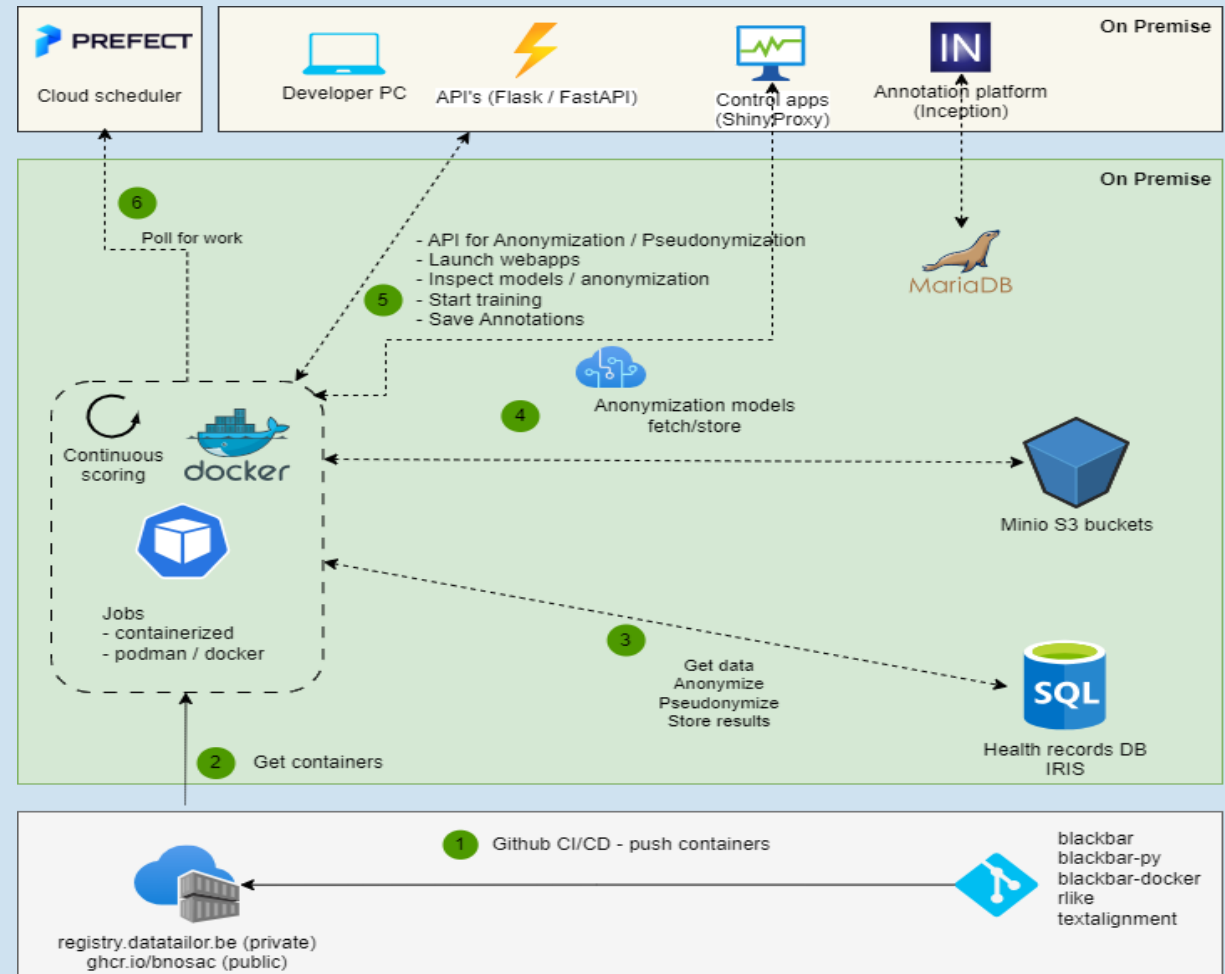 PREFECT
Cloud scheduler
On Premise
Developer PC
API's (Flask / FastAPI)
Control apps
(ShinyProxy)
IN
Annotation platform
(Inception)
On Premise
6
Poll for work
5
- API for Anonymization / Pseudonymization
- Launch webapps
- Inspect models / anonymization
- Start training
- Save Annotations
MariaDB
4
Anonymization models
fetch/store
Continuous
scoring
docker
Minio S3 buckets
Jobs
- containerized
- podman / docker
3
Get data
Anonymize
Pseudonymize
Store results
SQL
Health records DB
IRIS
2
Get containers
1
Github CI/CD - push containers
blackbar
blackbar-py
blackbar-docker
rlike
textalignment
registry.datatailor.be (private)
ghcr.io/bnosac (public)